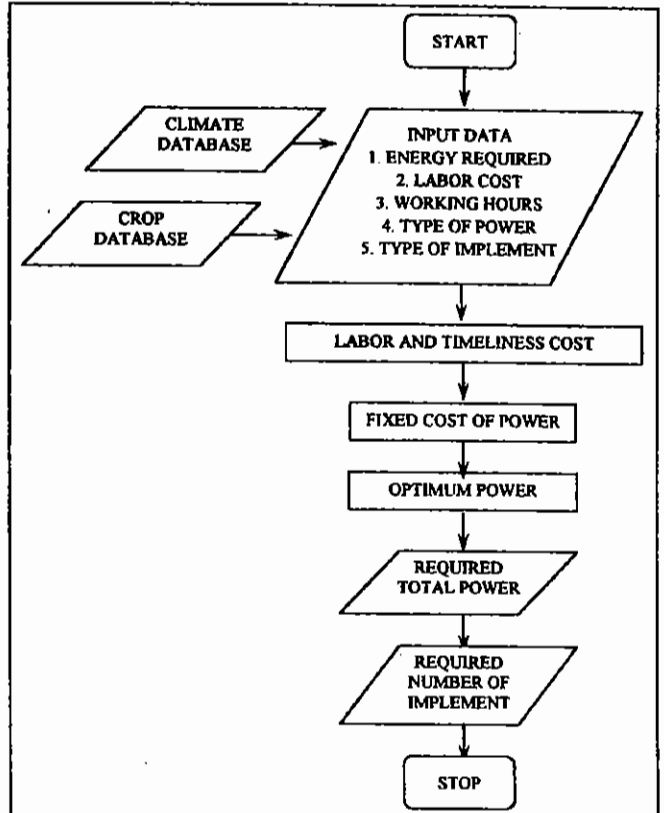 START
CLIMATE
DATABASE
CROP
DATABASE
INPUT DATA
1. ENERGY REQUIRED
2. LABOR COST
3. WORKING HOURS
4. TYPE OF POWER
5. TYPE OF IMPLEMENT
LABOR AND TIMELINESS COST
FIXED COST OF POWER
OPTIMUM POWER
REQUIRED
TOTAL POWER
REQUIRED
NUMBER OF
IMPLEMENT
STOP